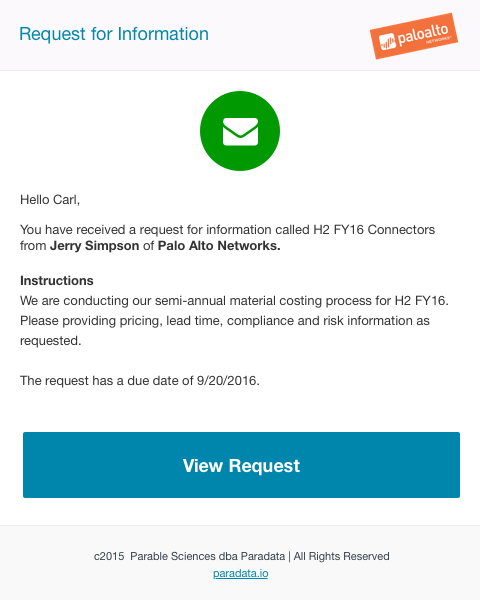 Request for Information
paloalto
NETWORKS
Hello Carl,
You have received a request for information called H2 FY16 Connectors
from Jerry Simpson of Palo Alto Networks.
Instructions
We are conducting our semi-annual material costing process for H2 FY16.
Please providing pricing, lead time, compliance and risk information as
requested.
The request has a due date of 9/20/2016.
View Request
c2015  Parable Sciences dba Paradata | All Rights Reserved
paradata.io